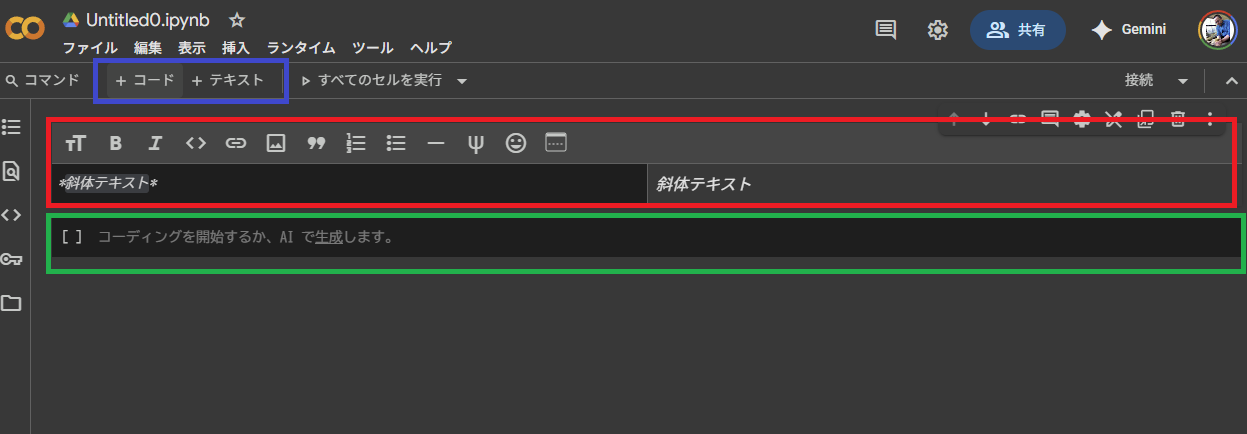 Untitled0.ipynb
ファイル 編集 表示 挿入 ランタイム ツール ヘルプ
共有
Gemini
コマンド + コード + テキスト すべてのセルを実行
接続
*斜体テキスト*
斜体テキスト
[ ] コーディングを開始するか、AI で生成します。